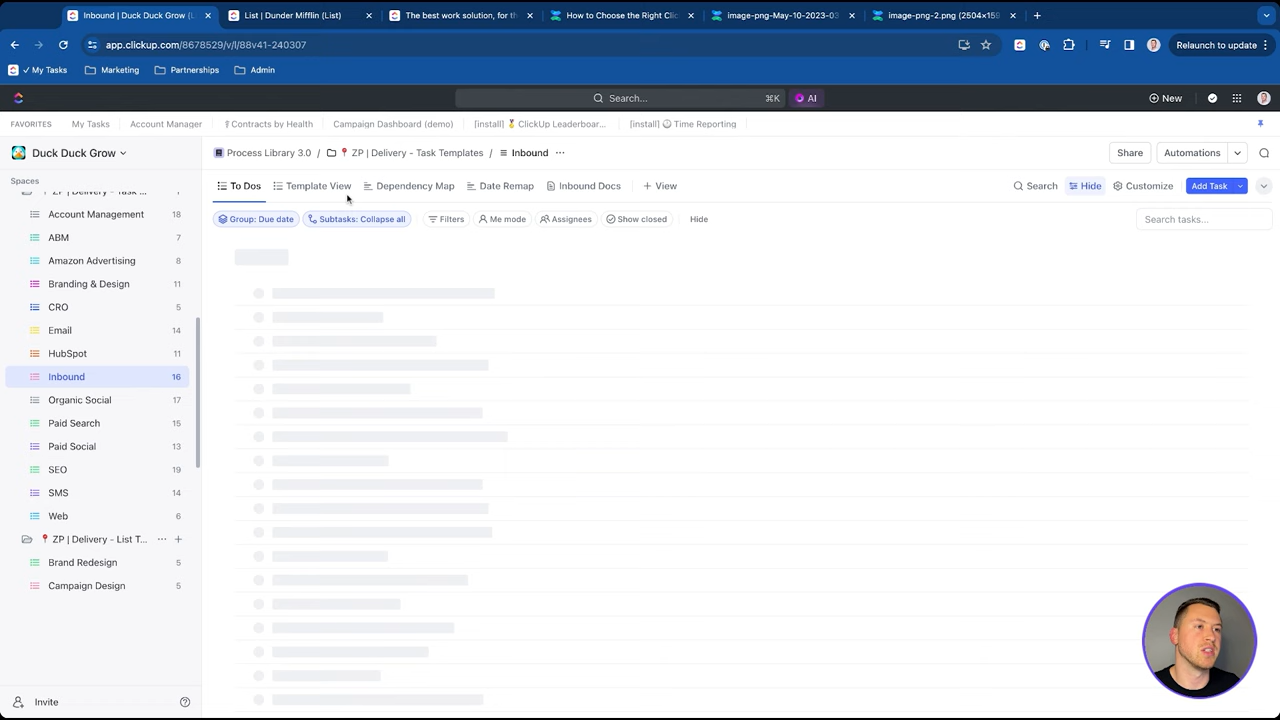 Inbound | Duck Duck Grow (L
List | Dunder Mifflin (List)
The best work solution, for th
How to Choose the Right Clic
image-png-May-10-2023-03
image-png-2.png (2504×159
app.clickup.com/8678529/v/l/88v41-240307
Relaunch to update
✓ My Tasks
Marketing
Partnerships
Admin
Search...
⌘K
AI
New
FAVORITES
My Tasks
Account Manager
Contracts by Health
Campaign Dashboard (demo)
[install] 🏅 ClickUp Leaderboar...
[install] Time Reporting
Duck Duck Grow
Process Library 3.0 /
📍 ZP | Delivery - Task Templates /
Inbound
Share
Automations
Spaces
To Dos
Template View
Dependency Map
Date Remap
Inbound Docs
+ View
Search
Hide
Customize
Add Task
Group: Due date
Subtasks: Collapse all
Filters
Me mode
Assignees
Show closed
Hide
Search tasks...
Account Management 18
ABM 7
Amazon Advertising 8
Branding & Design 11
CRO 5
Email 14
HubSpot 11
Inbound 16
Organic Social 17
Paid Search 15
Paid Social 13
SEO 19
SMS 14
Web 6
📍 ZP | Delivery - List T...
Brand Redesign 5
Campaign Design 5
Invite